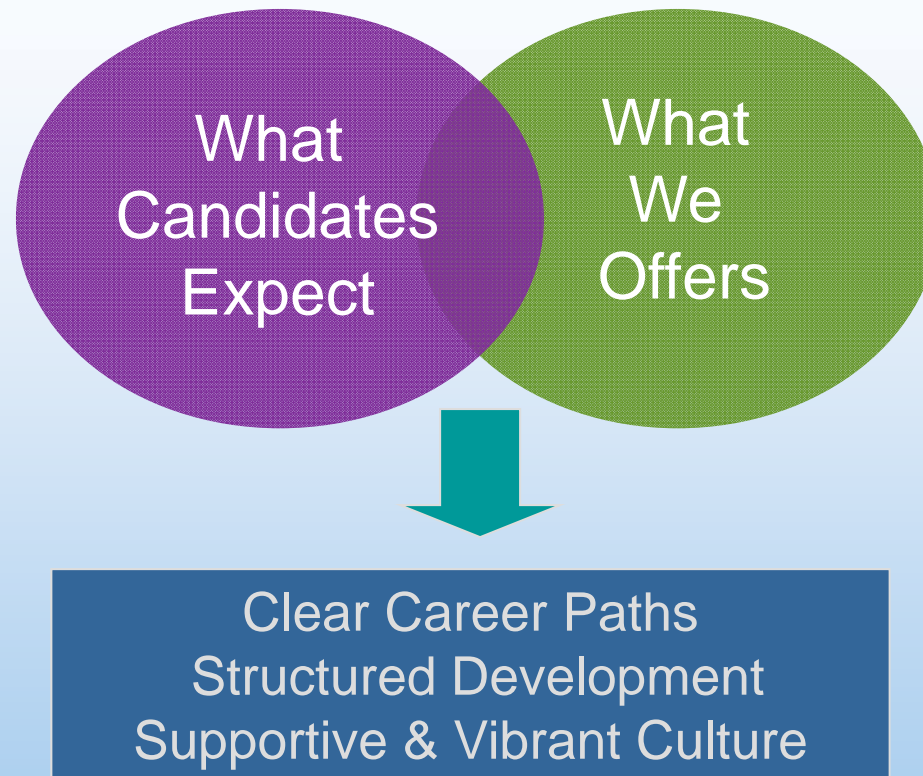 What
Candidates
Expect
What
We
Offers
Clear Career Paths
Structured Development
Supportive & Vibrant Culture